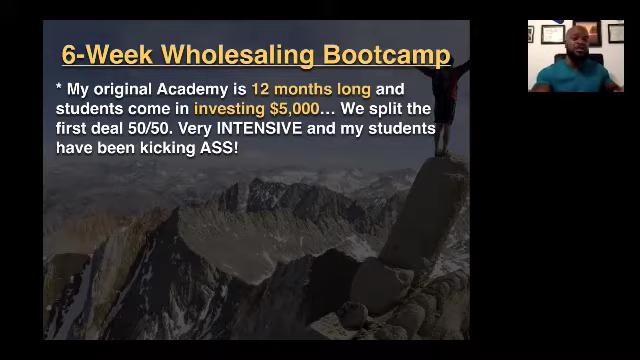 6-Week Wholesaling Bootcamp
* My original Academy is 12 months long and
students come in investing $5,000... We split the
first deal 50/50. Very INTENSIVE and my students
have been kicking ASS!